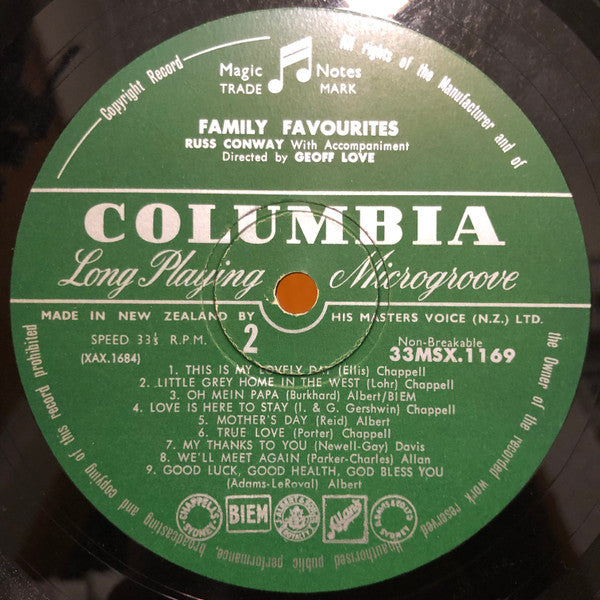 Magic Notes
TRADE MARK
FAMILY FAVOURITES
RUSS CONWAY With Accompaniment
Directed by GEOFF LOVE
COLUMBIA
Long Playing Microgroove
MADE IN NEW ZEALAND BY HIS MASTERS VOICE (N.Z.) LTD.
SPEED 33⅓ R.P.M. 2 Non-Breakable
(XAX.1684) 33MSX.1169
1. THIS IS MY LOVELY DAY (Ellis) Chappell
2. LITTLE GREY HOME IN THE WEST (Lohr) Chappell
3. OH MEIN PAPA (Burkhard) Albert/BIEM
4. LOVE IS HERE TO STAY (I. & G. Gershwin) Chappell
5. MOTHER'S DAY (Reid) Albert
6. TRUE LOVE (Porter) Chappell
7. MY THANKS TO YOU (Newell-Gay) Davis
8. WE'LL MEET AGAIN (Parker-Charles) Allan
9. GOOD LUCK, GOOD HEALTH, GOD BLESS YOU
(Adams-LeRoyal) Albert
BIEM
Allans
Copyright Record
All rights of the Manufacturer and of
the Owner of the recorded work reserved
Unauthorised public performance,
broadcasting and copying of this record prohibited